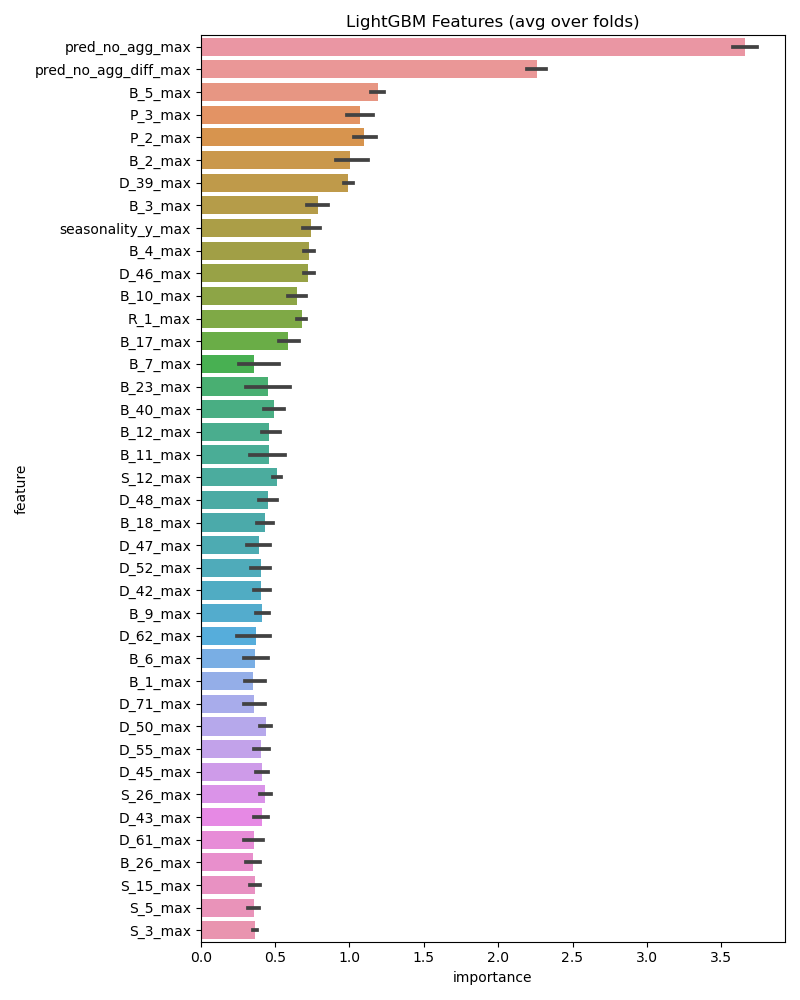 LightGBM Features (avg over folds)
pred_no_agg_max
pred_no_agg_diff_max
B_5_max
P_3_max
P_2_max
B_2_max
D_39_max
B_3_max
seasonality_y_max
B_4_max
D_46_max
B_10_max
R_1_max
B_17_max
B_7_max
B_23_max
B_40_max
B_12_max
B_11_max
S_12_max
D_48_max
B_18_max
D_47_max
D_52_max
D_42_max
B_9_max
D_62_max
B_6_max
B_1_max
D_71_max
D_50_max
D_55_max
D_45_max
S_26_max
D_43_max
D_61_max
B_26_max
S_15_max
S_5_max
S_3_max
feature
0.0 0.5 1.0 1.5 2.0 2.5 3.0 3.5
importance